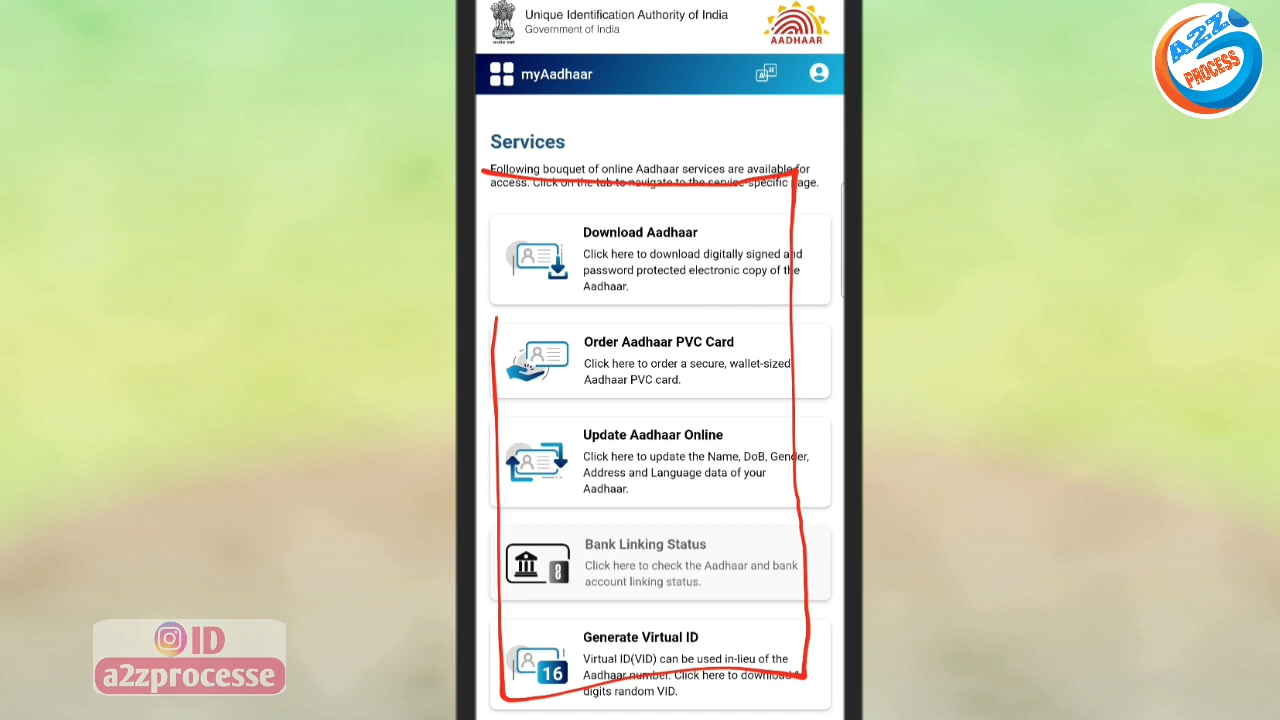 Unique Identification Authority of India
Government of India
AADHAAR
A2Z
PROCESS
myAadhaar
Services
Following bouquet of online Aadhaar services are available for
access. Click on the tab to navigate to the service specific page.
Download Aadhaar
Click here to download digitally signed and
password protected electronic copy of the
Aadhaar.
Order Aadhaar PVC Card
Click here to order a secure, wallet-sized
Aadhaar PVC card.
Update Aadhaar Online
Click here to update the Name, DoB, Gender,
Address and Language data of your
Aadhaar.
Bank Linking Status
Click here to check the Aadhaar and bank
account linking status.
Generate Virtual ID
16
Virtual ID(VID) can be used in-lieu of the
Aadhaar number. Click here to download
digits random VID.
ID
a2zprocesse